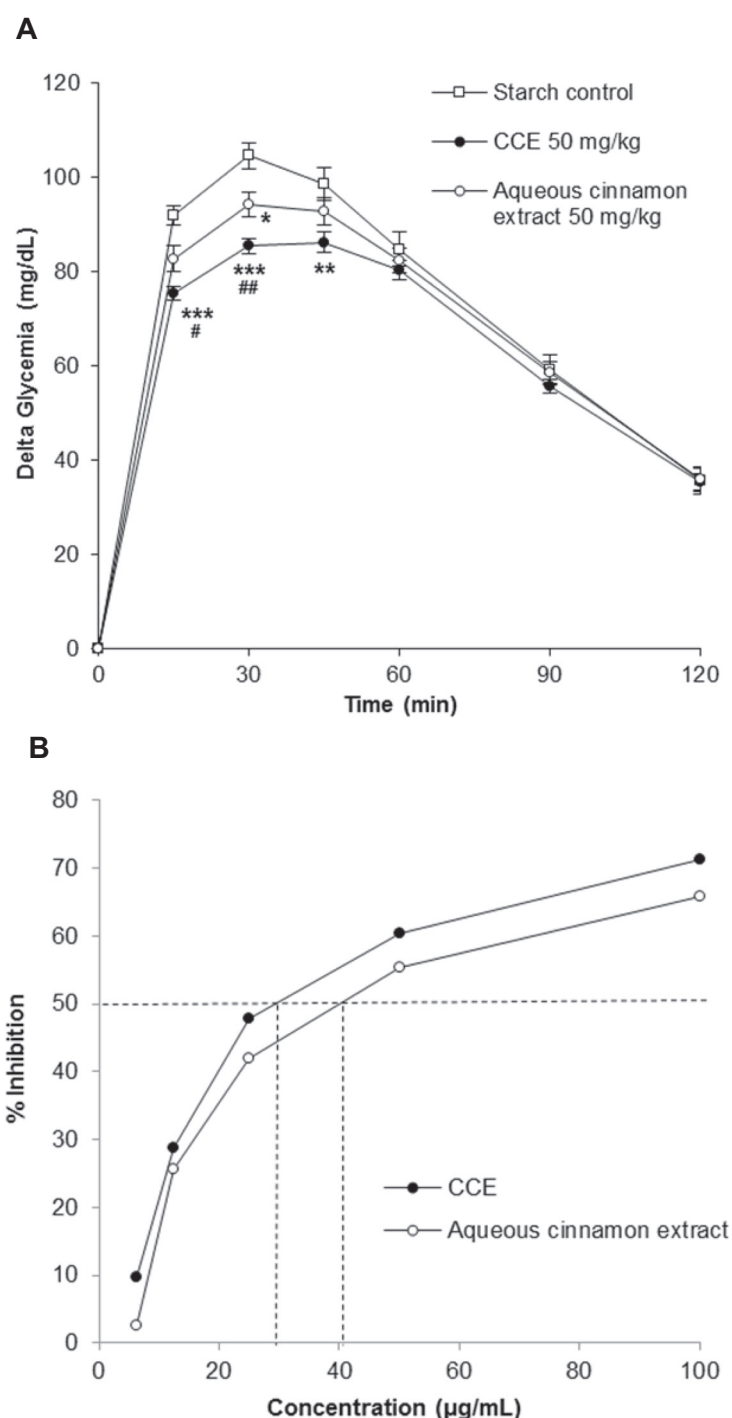 A
120
100
80
60
40
20
0
Delta Glycemia (mg/dL)
Starch control
CCE 50 mg/kg
Aqueous cinnamon
extract 50 mg/kg
*
***
##
**
***
#
0 30 60 90 120
Time (min)
B
80
70
60
50
40
30
20
10
0
% Inhibition
CCE
Aqueous cinnamon extract
0 20 40 60 80 100
Concentration (µg/mL)